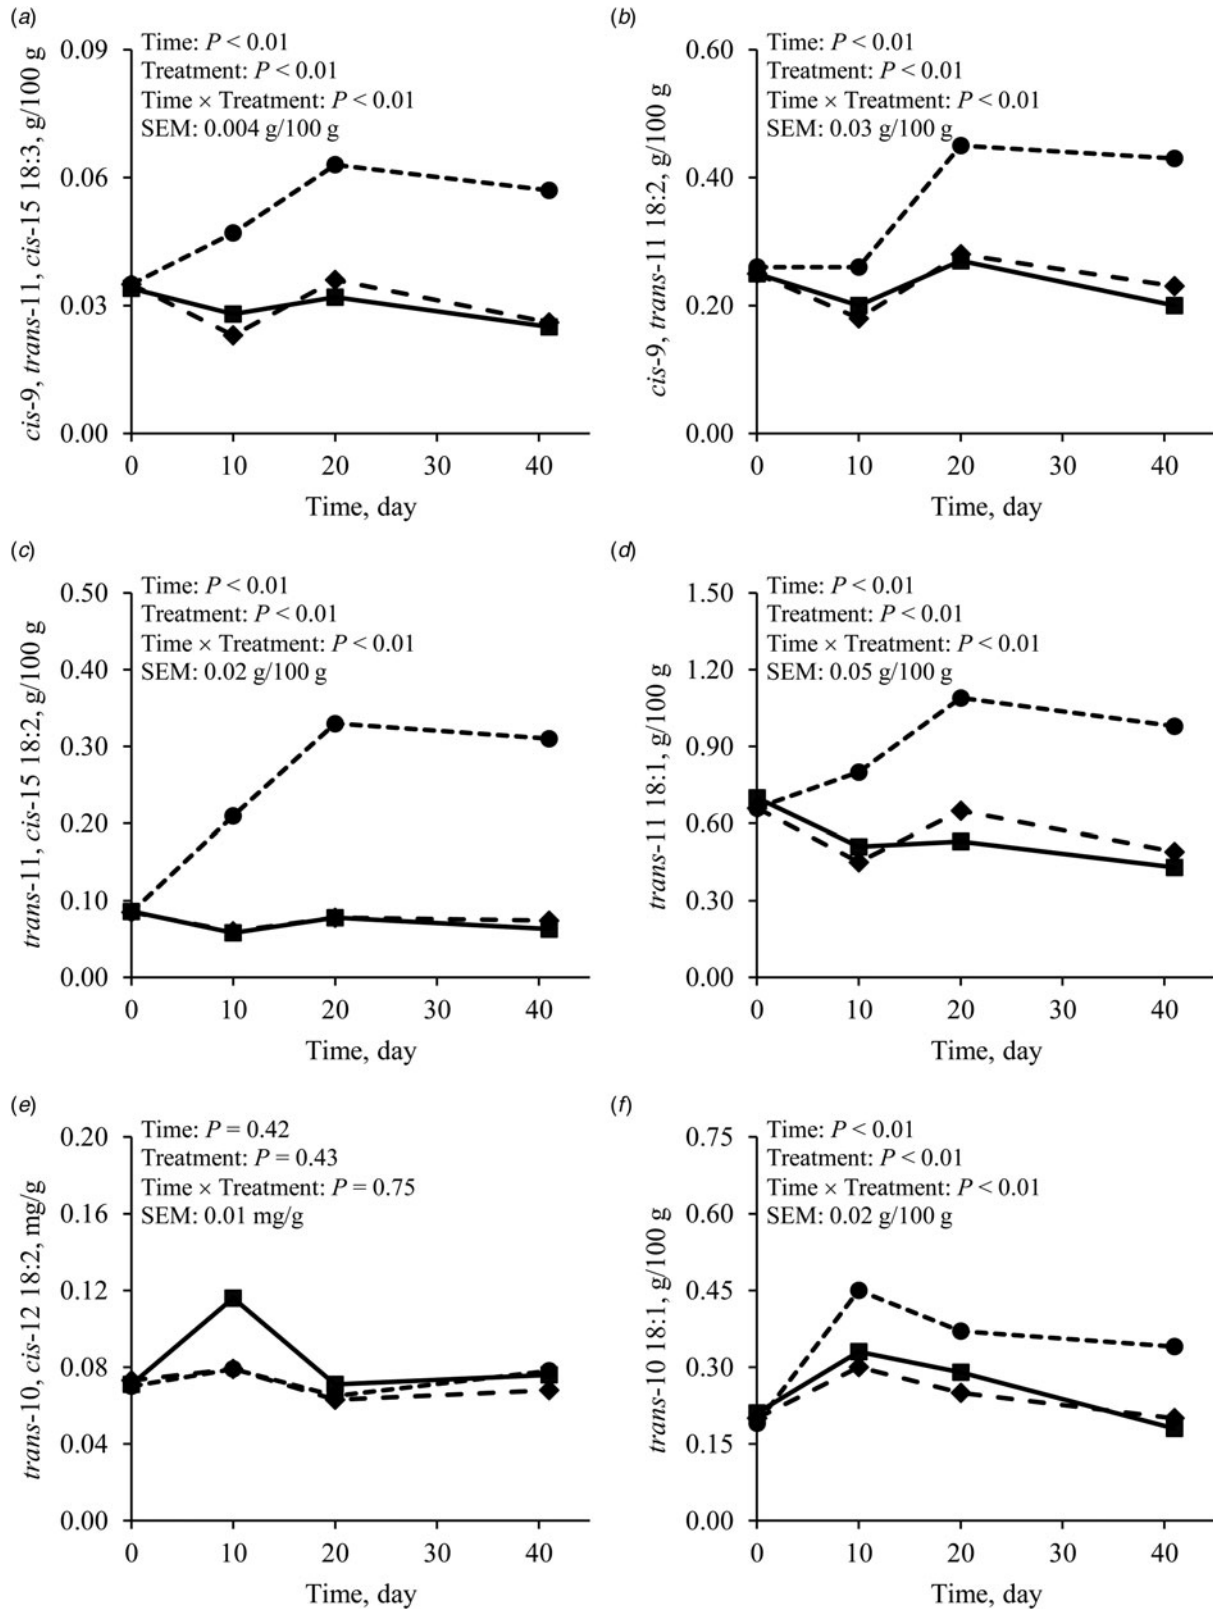 (a)
cis-9, trans-11, cis-15 18:3, g/100 g
0.09
0.06
0.03
0.00
Time: P < 0.01
Treatment: P < 0.01
Time × Treatment: P < 0.01
SEM: 0.004 g/100 g
0 10 20 30 40
Time, day
(b)
cis-9, trans-11 18:2, g/100 g
0.60
0.40
0.20
0.00
Time: P < 0.01
Treatment: P < 0.01
Time × Treatment: P < 0.01
SEM: 0.03 g/100 g
0 10 20 30 40
Time, day
(c)
trans-11, cis-15 18:2, g/100 g
0.50
0.40
0.30
0.20
0.10
0.00
Time: P < 0.01
Treatment: P < 0.01
Time × Treatment: P < 0.01
SEM: 0.02 g/100 g
0 10 20 30 40
Time, day
(d)
trans-11 18:1, g/100 g
1.50
1.20
0.90
0.60
0.30
0.00
Time: P < 0.01
Treatment: P < 0.01
Time × Treatment: P < 0.01
SEM: 0.05 g/100 g
0 10 20 30 40
Time, day
(e)
trans-10, cis-12 18:2, mg/g
0.20
0.16
0.12
0.08
0.04
0.00
Time: P = 0.42
Treatment: P = 0.43
Time × Treatment: P = 0.75
SEM: 0.01 mg/g
0 10 20 30 40
Time, day
(f)
trans-10 18:1, g/100 g
0.75
0.60
0.45
0.30
0.15
0.00
Time: P < 0.01
Treatment: P < 0.01
Time × Treatment: P < 0.01
SEM: 0.02 g/100 g
0 10 20 30 40
Time, day